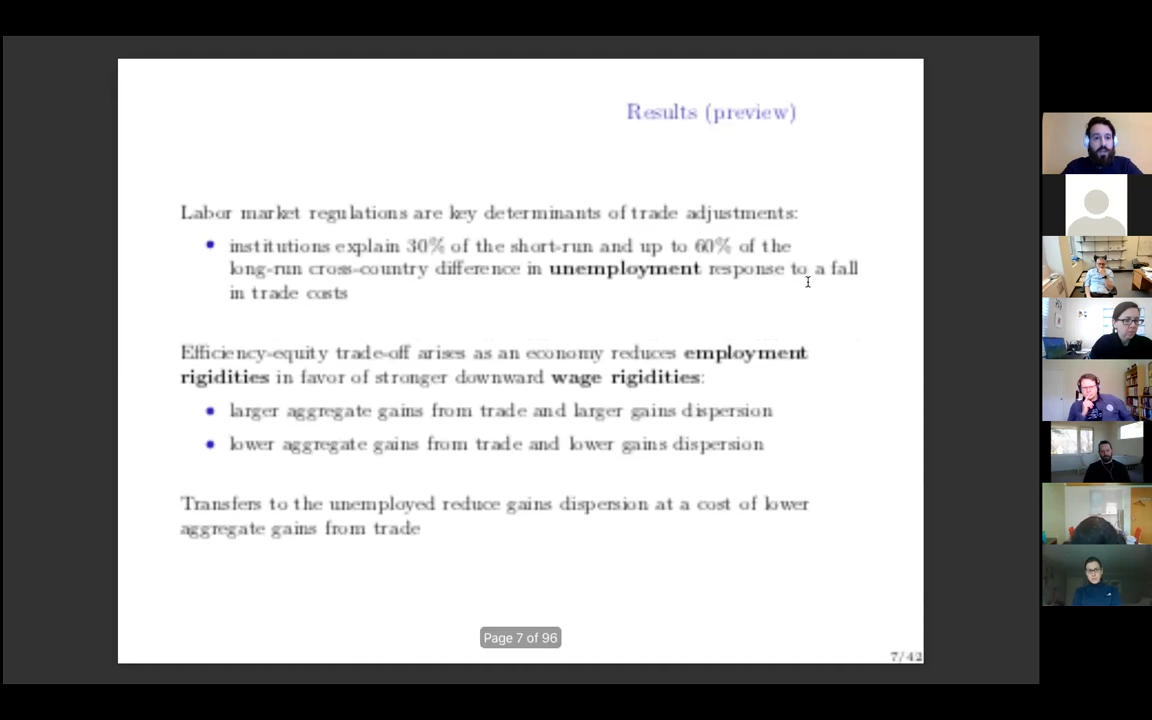 Results (preview)
Labor market regulations are key determinants of trade adjustments:
institutions explain 30% of the short-run and up to 60% of the
long-run cross-country difference in unemployment response to a fall
in trade costs
Efficiency-equity trade-off arises as an economy reduces employment
rigidities in favor of stronger downward wage rigidities:
larger aggregate gains from trade and larger gains dispersion
lower aggregate gains from trade and lower gains dispersion
Transfers to the unemployed reduce gains dispersion at a cost of lower
aggregate gains from trade
Page 7 of 96
7/42